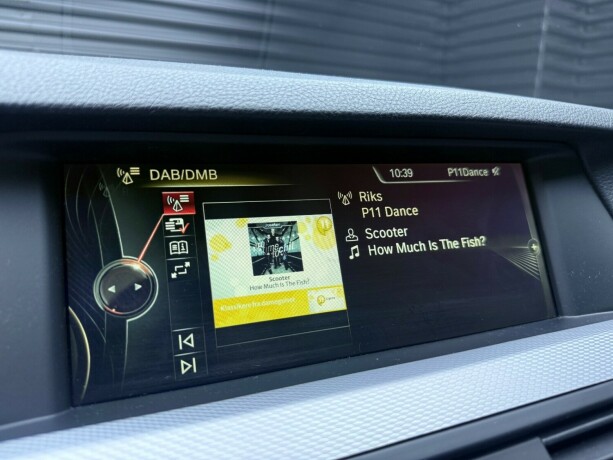 DAB/DMB
10:39
P11Dance
Riks
P11 Dance
Scooter
How Much Is The Fish?
Scooter
How Much Is The Fish?